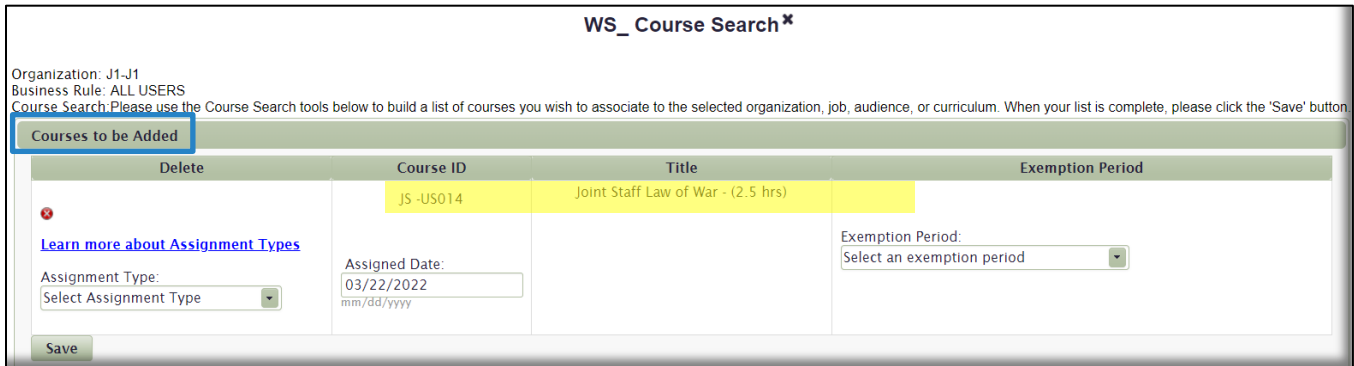 WS_ Course Search✖
Organization: J1-J1
Business Rule: ALL USERS
Course Search:Please use the Course Search tools below to build a list of courses you wish to associate to the selected organization, job, audience, or curriculum. When your list is complete, please click the 'Save' button.
Courses to be Added
Delete Course ID Title Exemption Period
JS -US014 Joint Staff Law of War - (2.5 hrs)
Learn more about Assignment Types
Assignment Type:
Select Assignment Type
Assigned Date:
03/22/2022
mm/dd/yyyy
Exemption Period:
Select an exemption period
Save